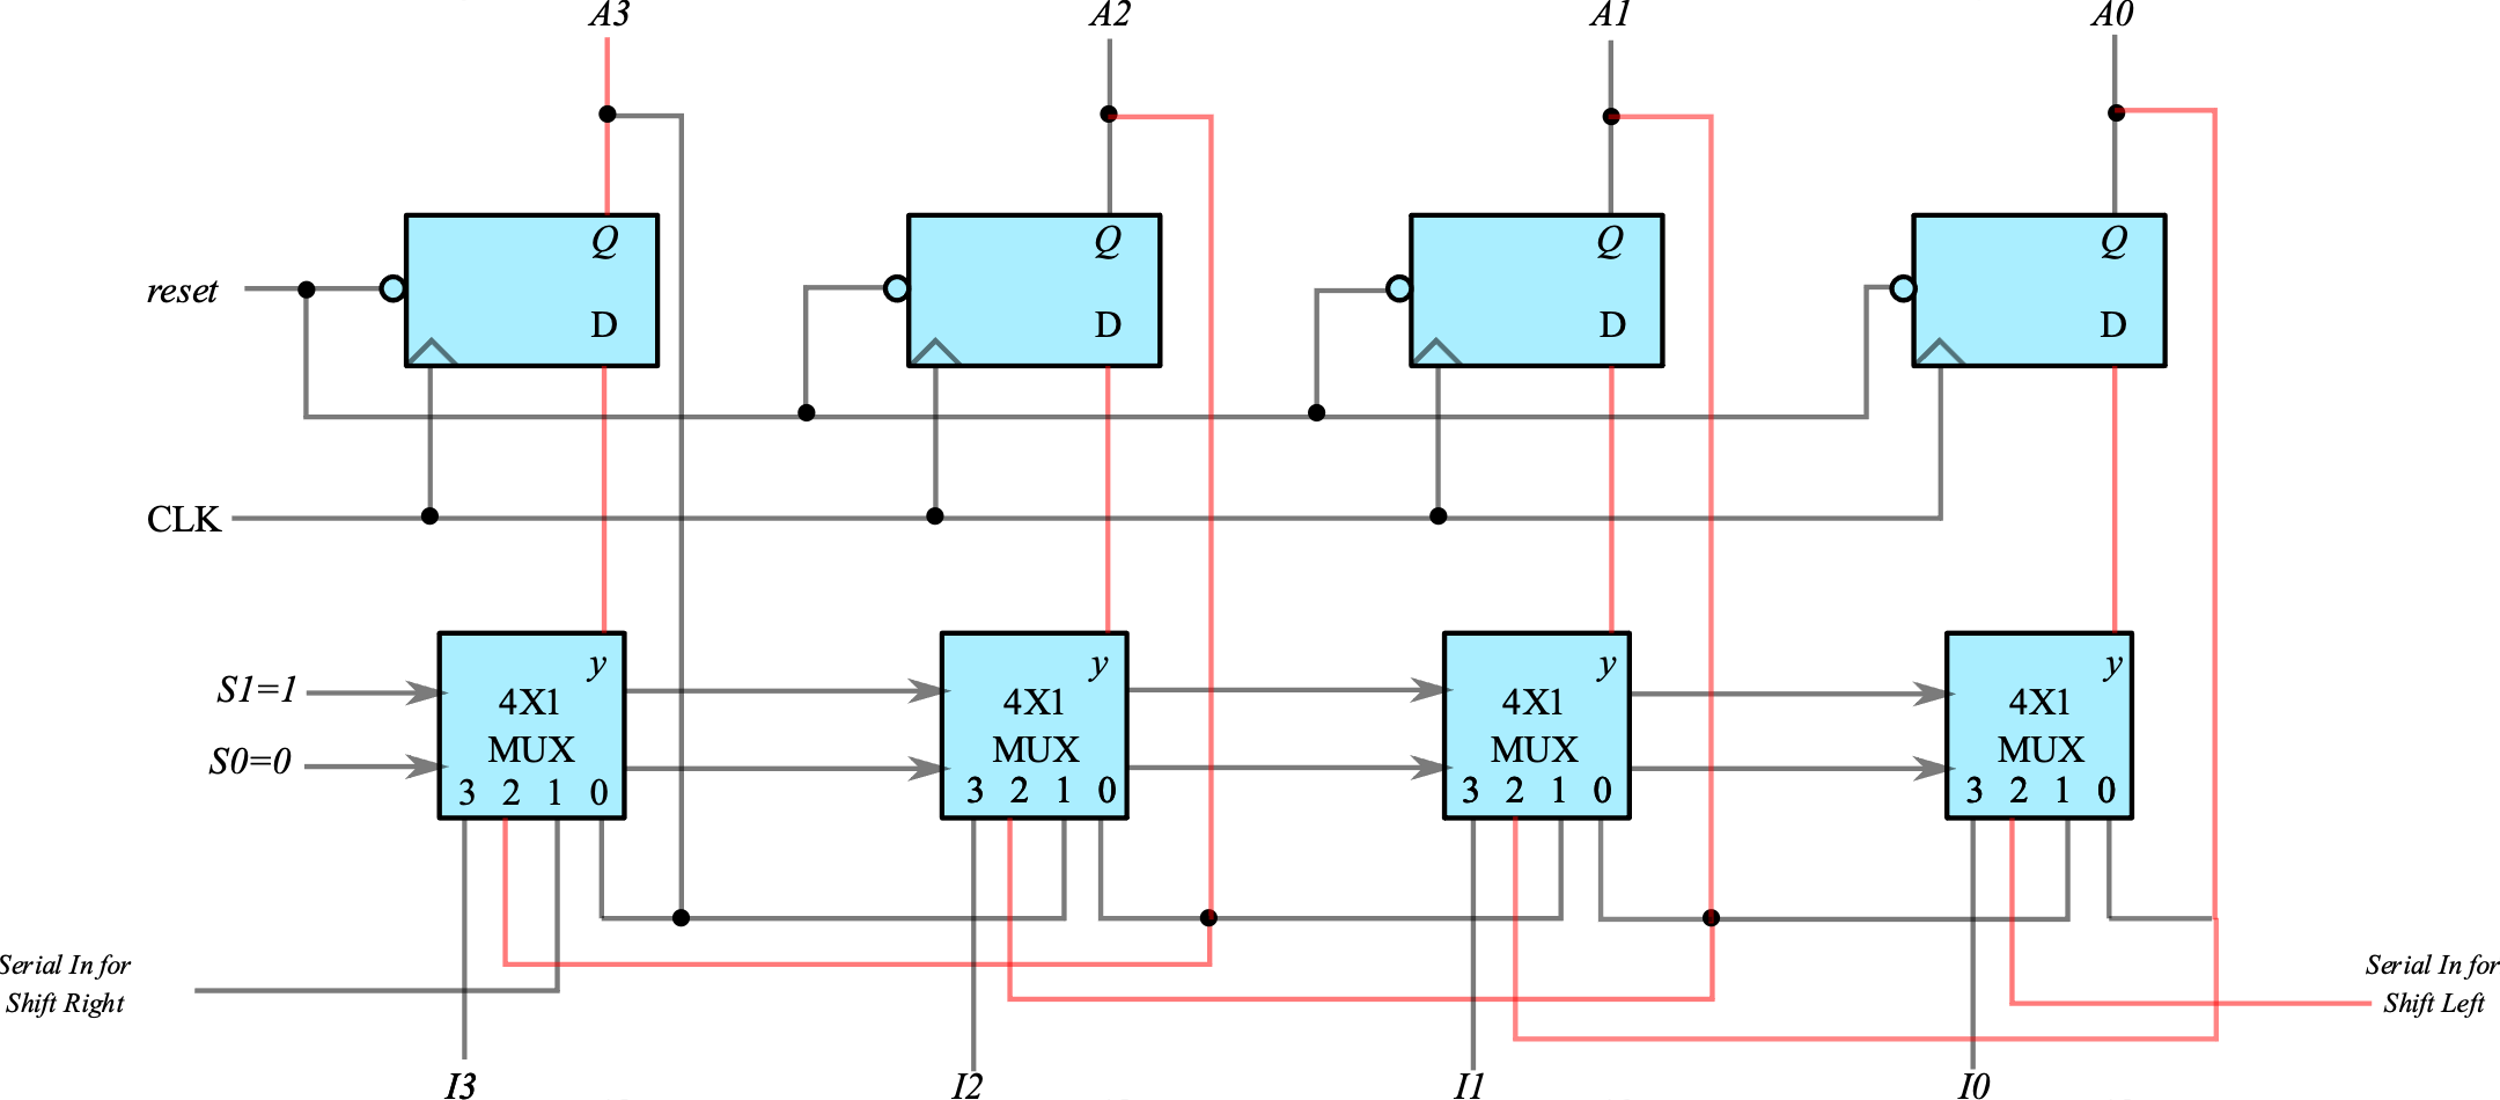 A3 A2 A1 A0
Q Q Q Q
reset
D D D D
CLK
y y y y
S1=1 4X1 4X1 4X1 4X1
S0=0 MUX MUX MUX MUX
3 2 1 0 3 2 1 0 3 2 1 0 3 2 1 0
Serial In for
Shift Right
Serial In for
Shift Left
I3 I2 I1 I0